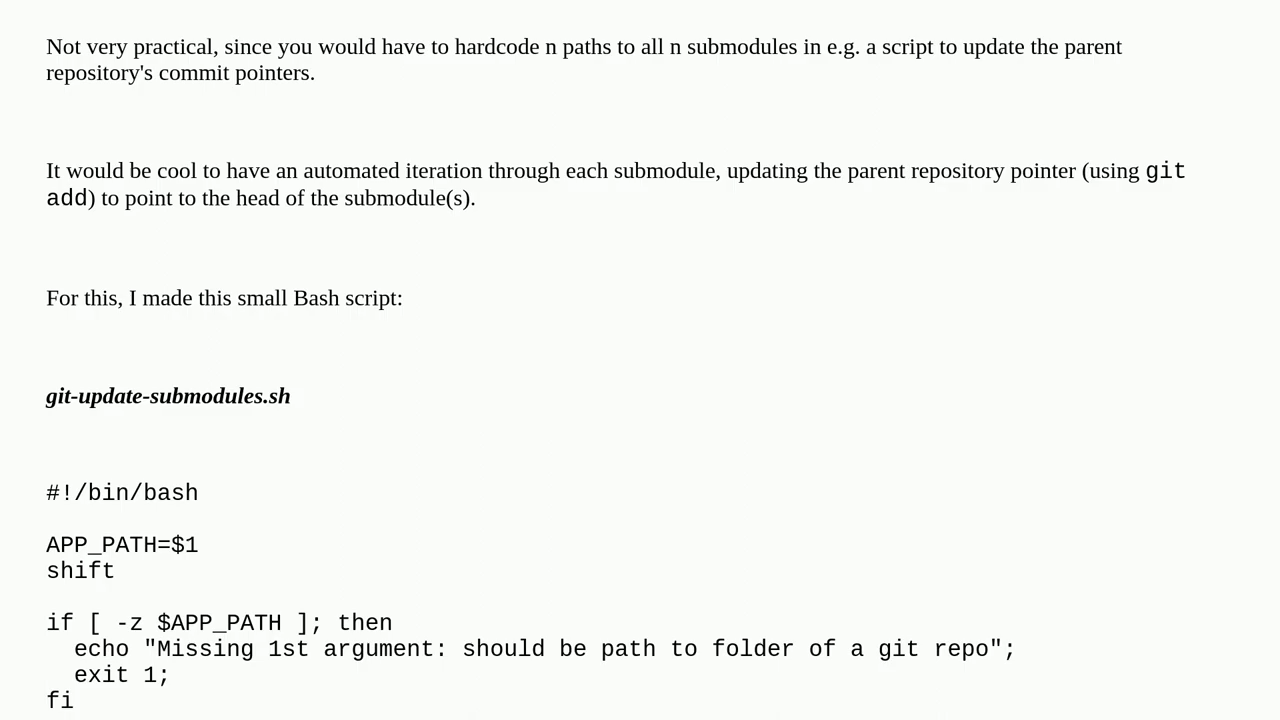 Not very practical, since you would have to hardcode n paths to all n submodules in e.g. a script to update the parent
repository's commit pointers.
It would be cool to have an automated iteration through each submodule, updating the parent repository pointer (using git
add) to point to the head of the submodule(s).
For this, I made this small Bash script:
git-update-submodules.sh
#!/bin/bash
APP_PATH=$1
shift
if [ -z $APP_PATH ]; then
  echo "Missing 1st argument: should be path to folder of a git repo";
  exit 1;
fi